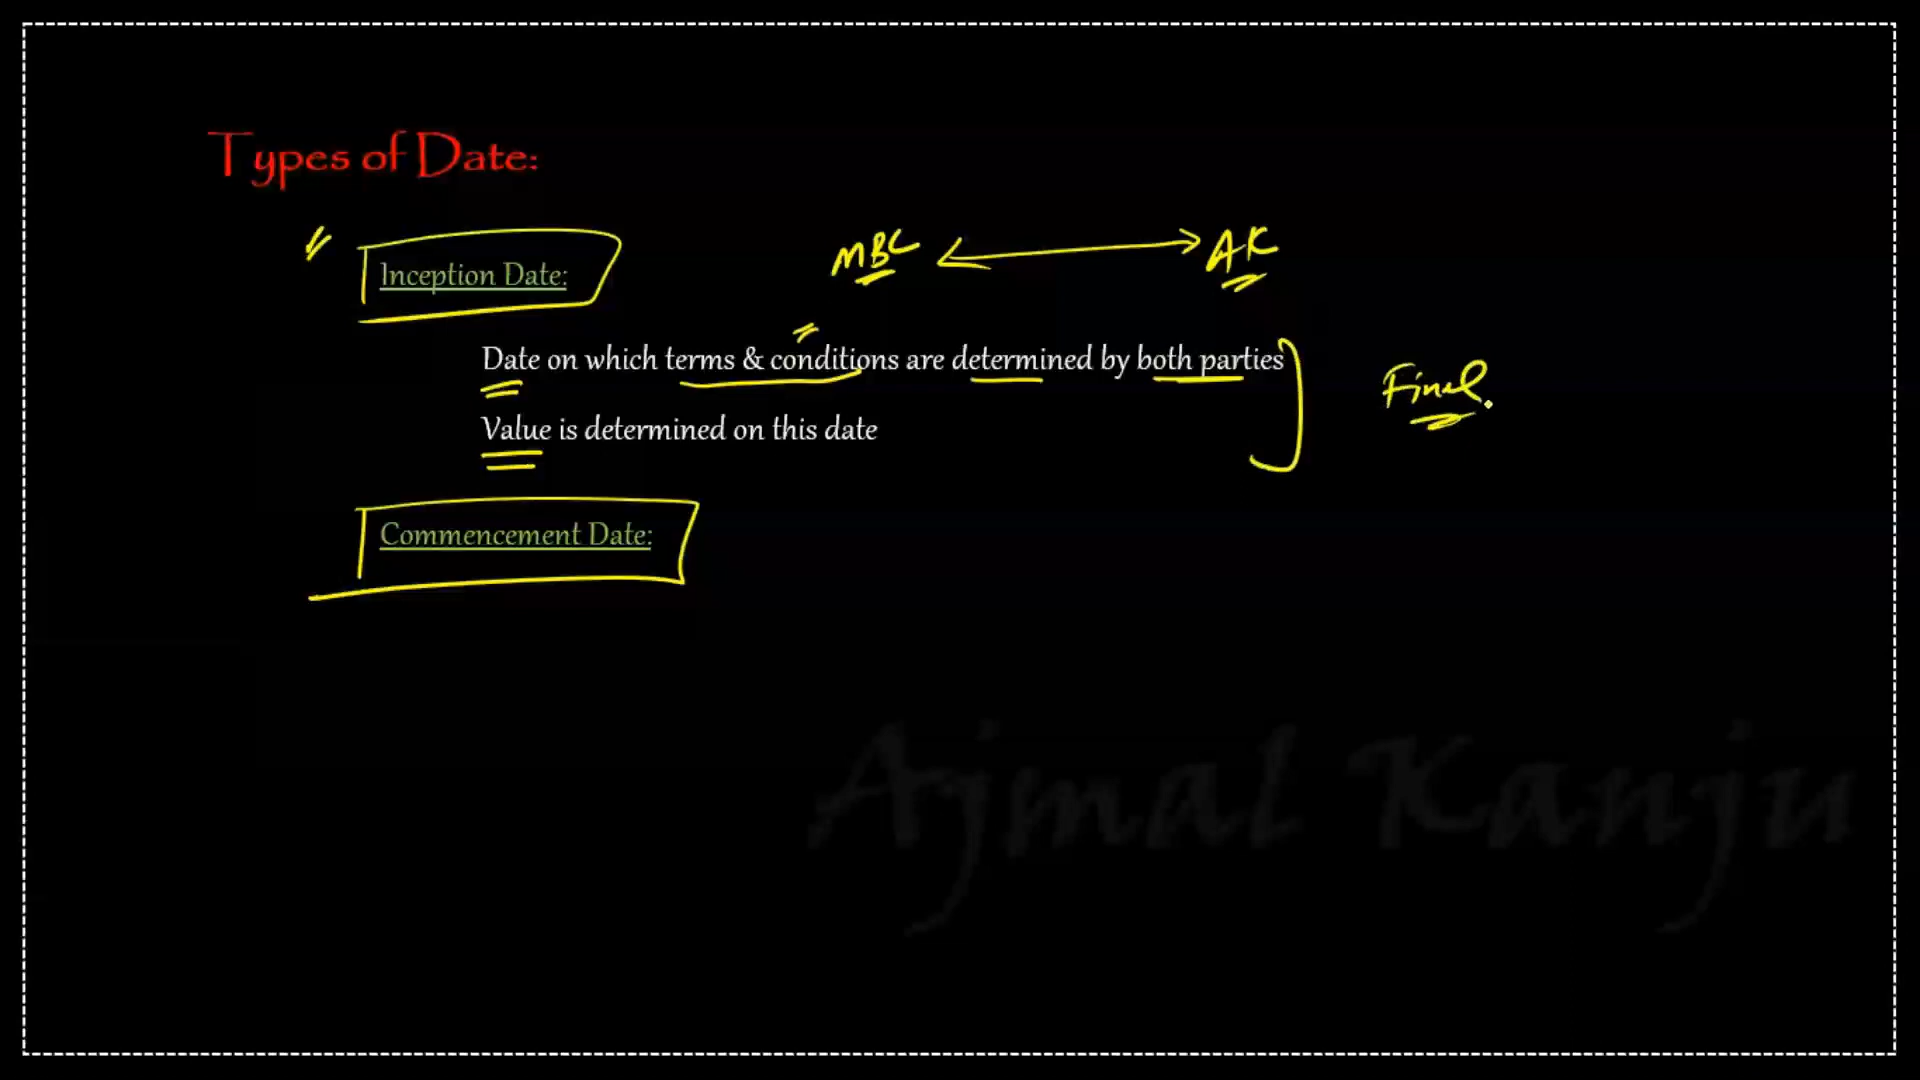 Types of Date:
Inception Date:
MBC AK
Date on which terms & conditions are determined by both parties
Final
Value is determined on this date
Commencement Date:
Ajmal Kanju